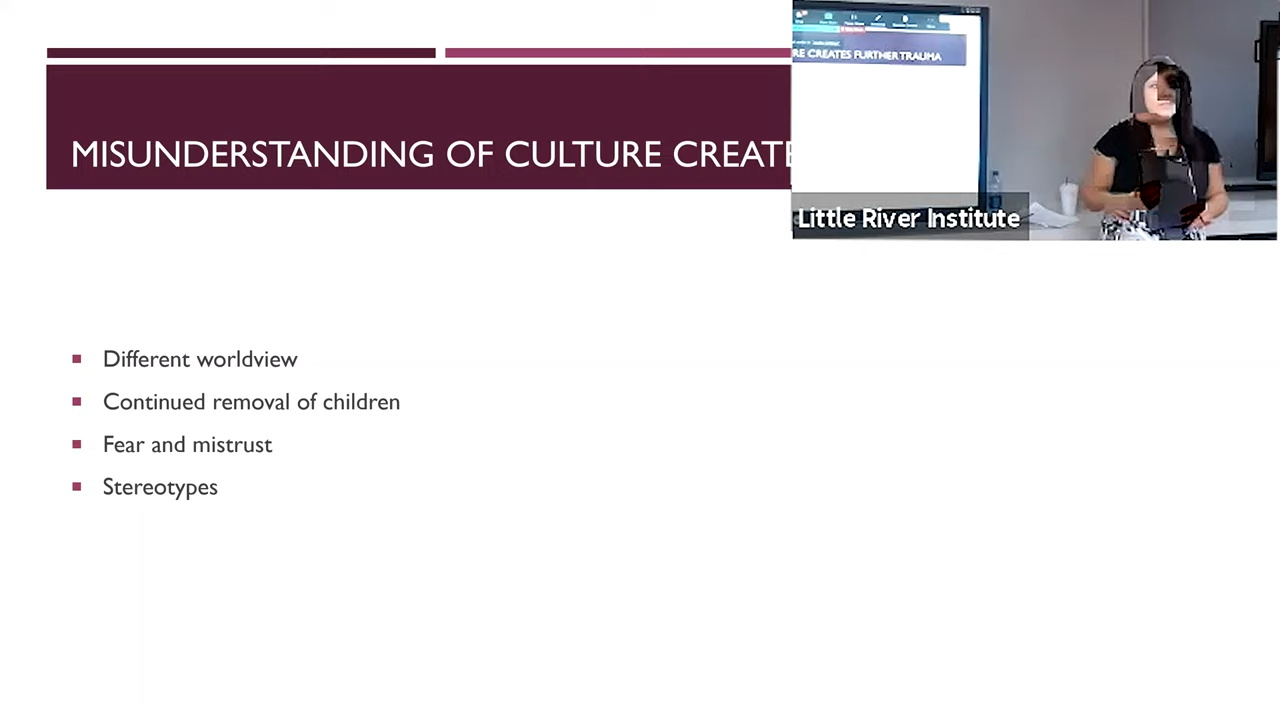 MISUNDERSTANDING OF CULTURE CREATE
RE CREATES FURTHER TRAUMA
Little River Institute
Different worldview
Continued removal of children
Fear and mistrust
Stereotypes